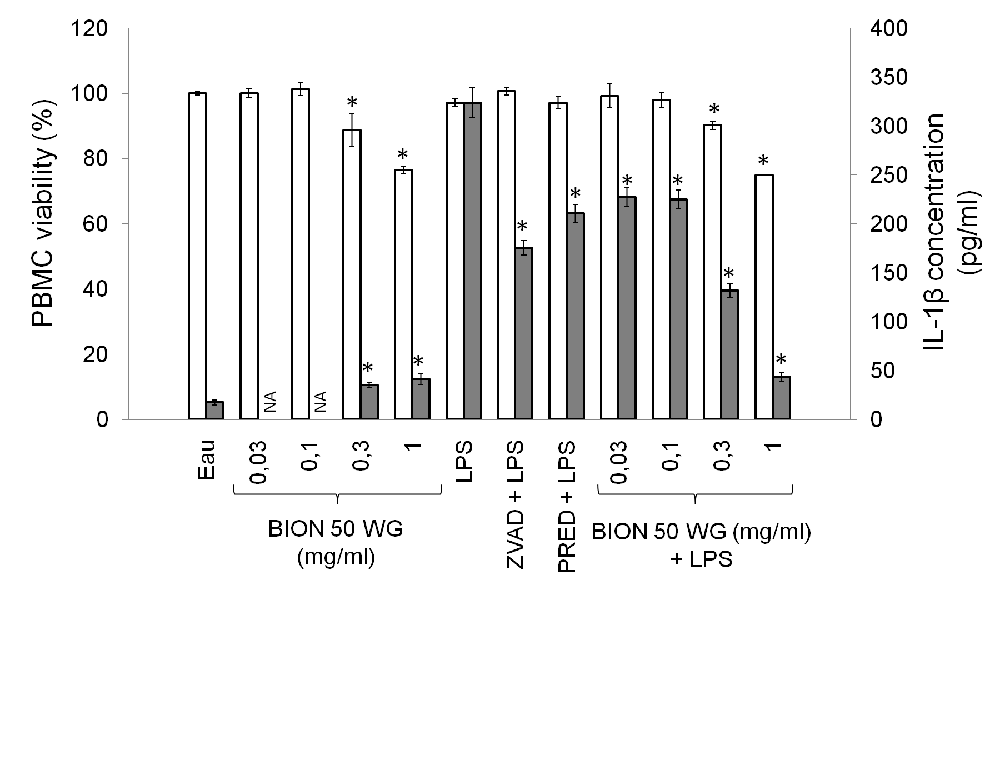 120
100
80
60
40
20
0
PBMC viability (%)
400
350
300
250
200
150
100
50
0
IL-1β concentration
(pg/ml)
* * * *
* * * * * * * *
* *
NA NA
Eau 0,03 0,1 0,3 1 LPS ZVAD + LPS PRED + LPS 0,03 0,1 0,3 1
BION 50 WG
(mg/ml)
BION 50 WG (mg/ml)
+ LPS